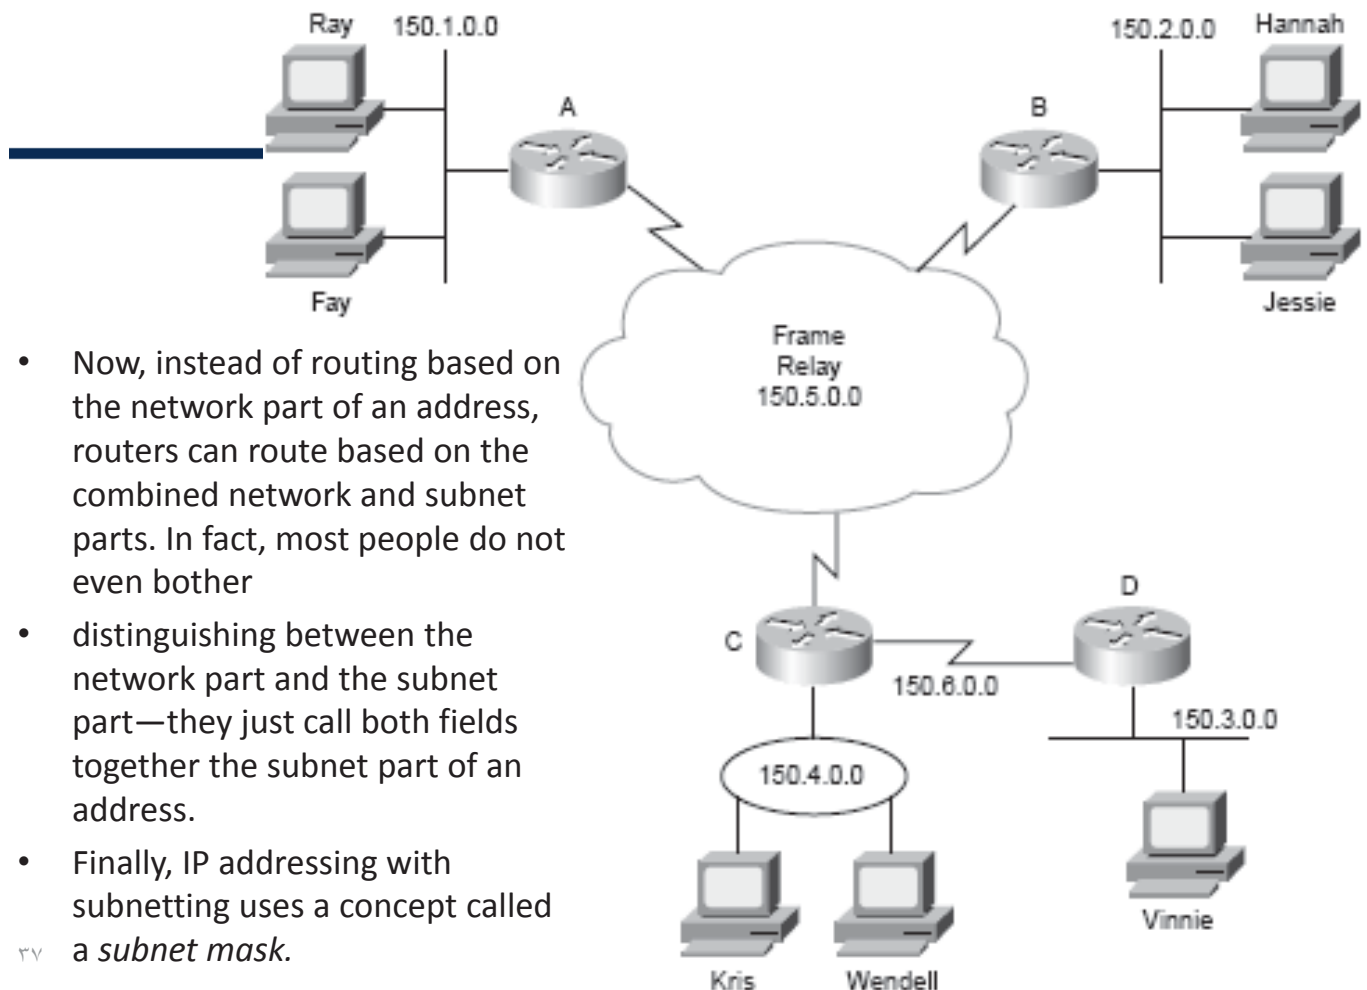 Ray
150.1.0.0
150.2.0.0
Hannah
A
B
Fay
Jessie
Frame
Relay
150.5.0.0
• Now, instead of routing based on
the network part of an address,
routers can route based on the
combined network and subnet
parts. In fact, most people do not
even bother
• distinguishing between the
network part and the subnet
part—they just call both fields
together the subnet part of an
address.
• Finally, IP addressing with
subnetting uses a concept called
a subnet mask.
٣٧
D
C
150.6.0.0
150.3.0.0
150.4.0.0
Vinnie
Kris
Wendell